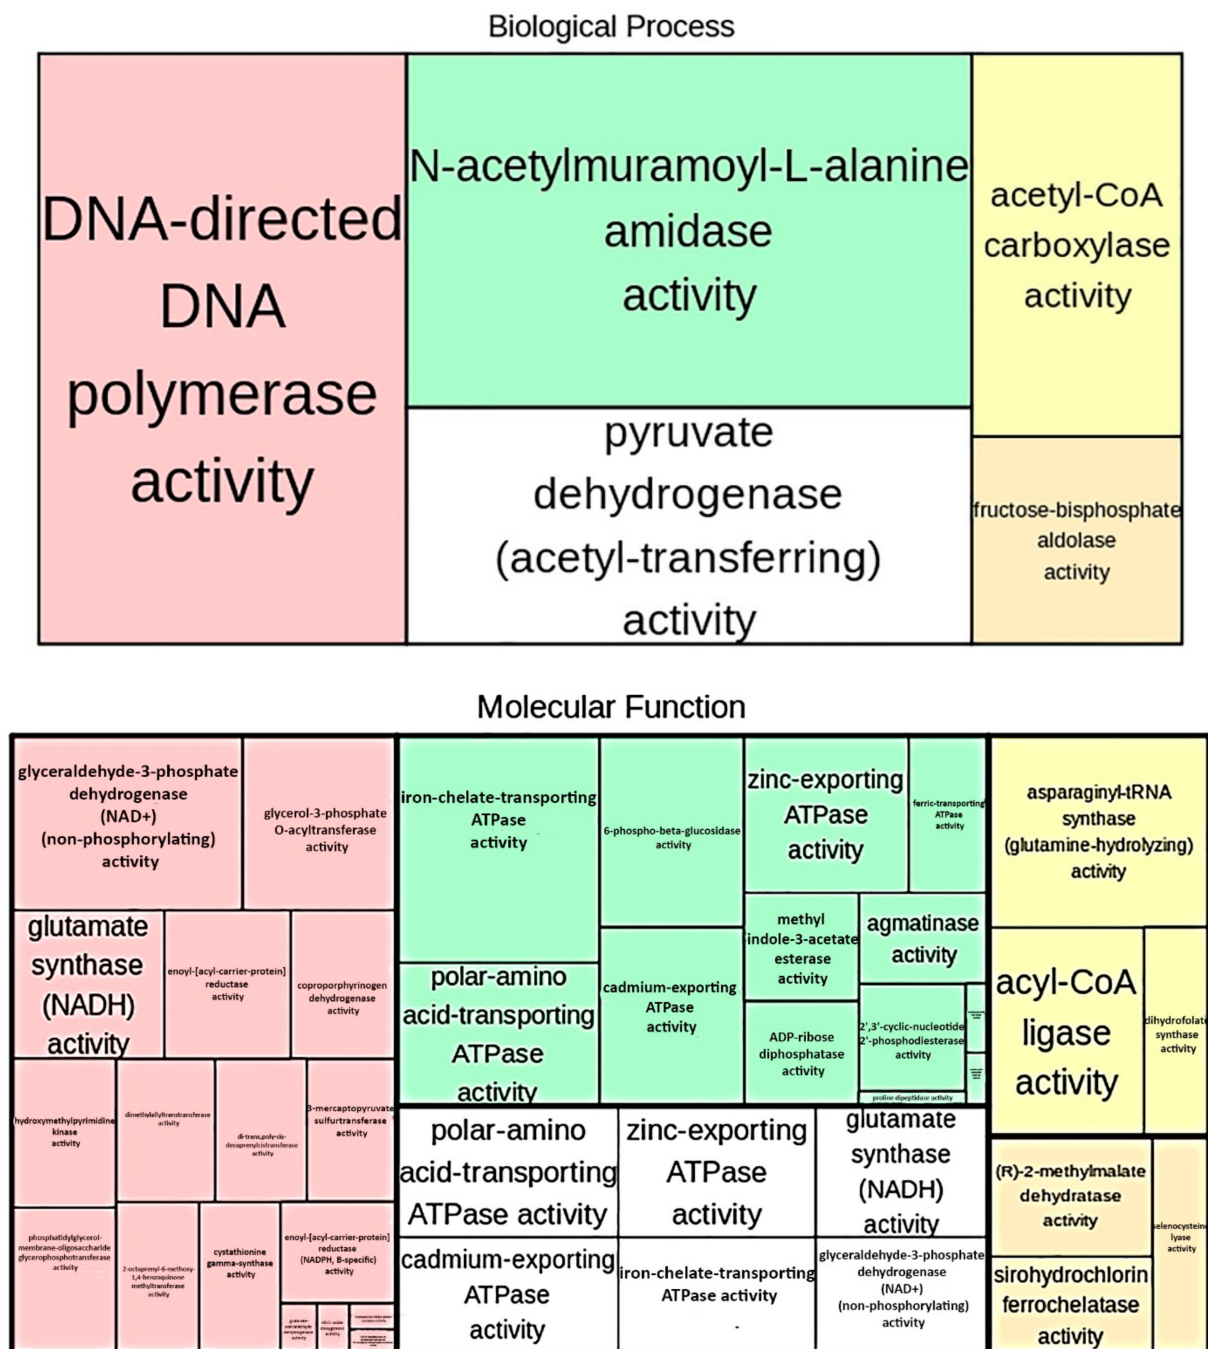 Biological Process
DNA-directed
DNA
polymerase
activity
N-acetylmuramoyl-L-alanine
amidase
activity
pyruvate
dehydrogenase
(acetyl-transferring)
activity
acetyl-CoA
carboxylase
activity
fructose-bisphosphate
aldolase
activity
Molecular Function
glyceraldehyde-3-phosphate
dehydrogenase
(NAD+)
(non-phosphorylating)
activity
glycerol-3-phosphate
O-acyltransferase
activity
glutamate
synthase
(NADH)
activity
enoyl-[acyl-carrier-protein]
reductase
activity
coproporphyrinogen
dehydrogenase
activity
hydroxymethylpyrimidine
kinase
activity
dimethylallyltranstransferase
activity
di-trans,poly-cis-
decaprenylcistransferase
activity
3-mercaptopyruvate
sulfurtransferase
activity
phosphatidylglycerol-
membrane-oligosaccharide
glycerophosphotransferase
activity
2-octaprenyl-6-methoxy-
1,4-benzoquinone
methyltransferase
activity
cystathionine
gamma-synthase
activity
enoyl-[acyl-carrier-protein]
reductase
(NADPH, B-specific)
activity
iron-chelate-transporting
ATPase
activity
polar-amino
acid-transporting
ATPase
activity
6-phospho-beta-glucosidase
activity
cadmium-exporting
ATPase
activity
zinc-exporting
ATPase
activity
ferric-transporting
ATPase
activity
methyl
indole-3-acetate
esterase
activity
agmatinase
activity
ADP-ribose
diphosphatase
activity
2',3'-cyclic-nucleotide
2'-phosphodiesterase
activity
proline dipeptidase activity
polar-amino
acid-transporting
ATPase activity
zinc-exporting
ATPase
activity
glutamate
synthase
(NADH)
activity
cadmium-exporting
ATPase
activity
iron-chelate-transporting
ATPase activity
glyceraldehyde-3-phosphate
dehydrogenase
(NAD+)
(non-phosphorylating)
activity
asparaginyl-tRNA
synthase
(glutamine-hydrolyzing)
activity
acyl-CoA
ligase
activity
dihydrofolate
synthase
activity
(R)-2-methylmalate
dehydratase
activity
selenocysteine
lyase
activity
sirohydrochlorin
ferrochelatase
activity